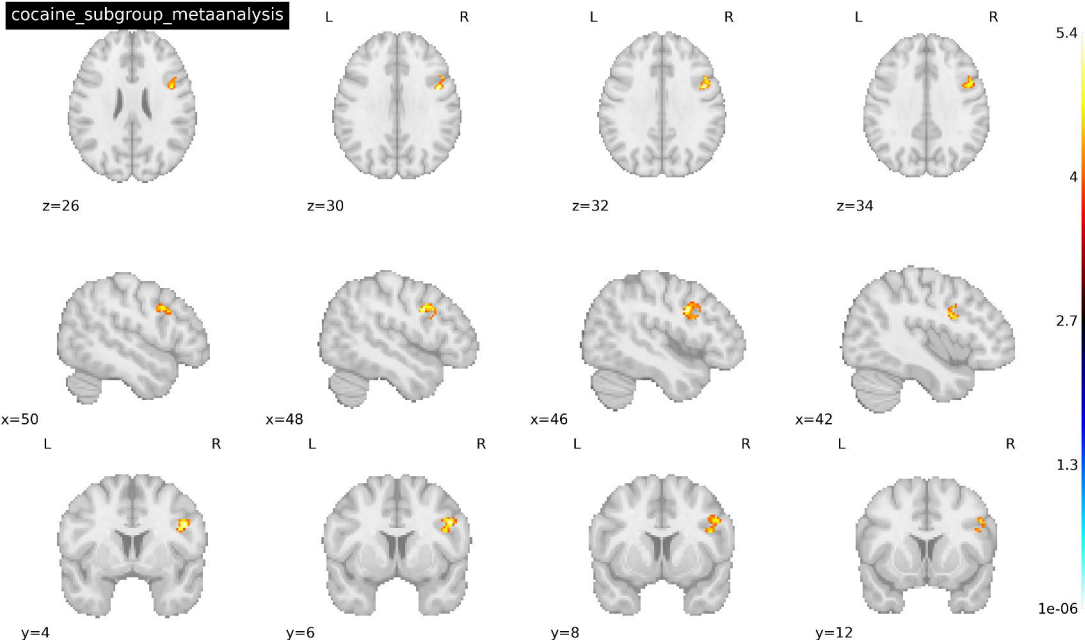 cocaine_subgroup_metaanalysis
L R L R L R
5.4
4
2.7
1.3
1e-06
z=26 z=30 z=32 z=34
x=50 x=48 x=46 x=42
L R L R L R L R
y=4 y=6 y=8 y=12